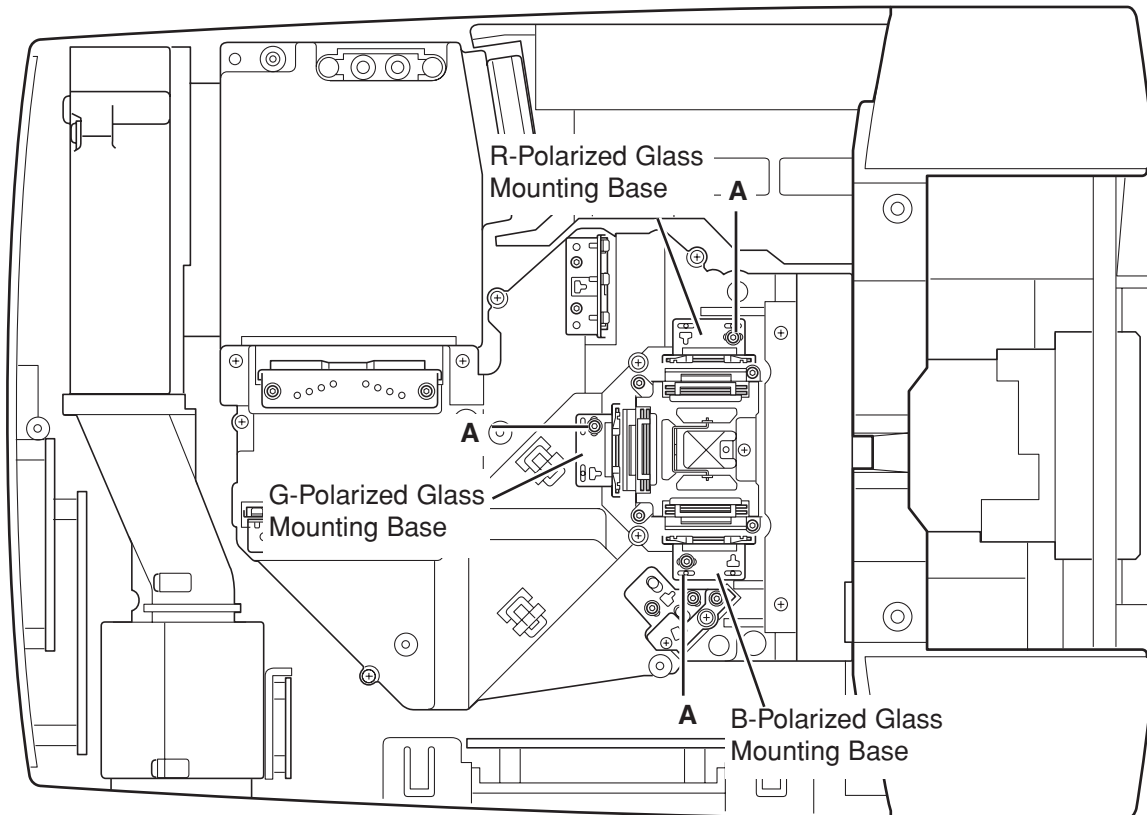 R-Polarized Glass
Mounting Base
A
A
G-Polarized Glass
Mounting Base
A
B-Polarized Glass
Mounting Base